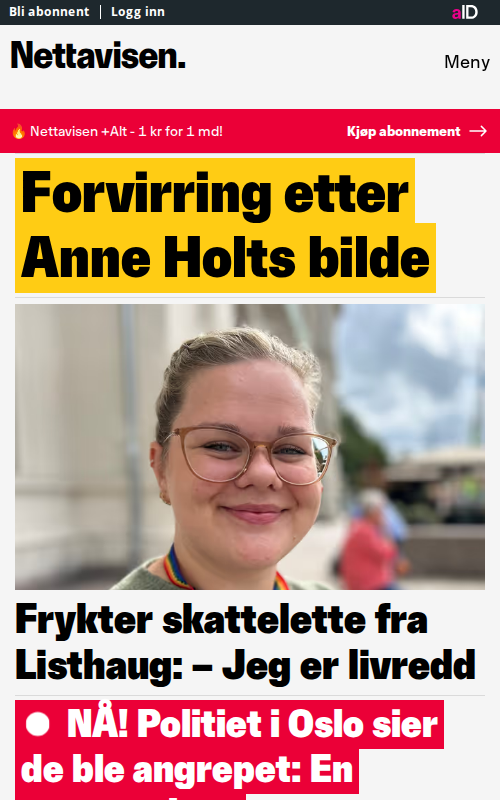 Bli abonnent | Logg inn
aID
Nettavisen.
Meny
🔥 Nettavisen +Alt - 1 kr for 1 md!
Kjøp abonnement →
Forvirring etter
Anne Holts bilde
Frykter skattelette fra
Listhaug: – Jeg er livredd
NÅ! Politiet i Oslo sier
de ble angrepet: En